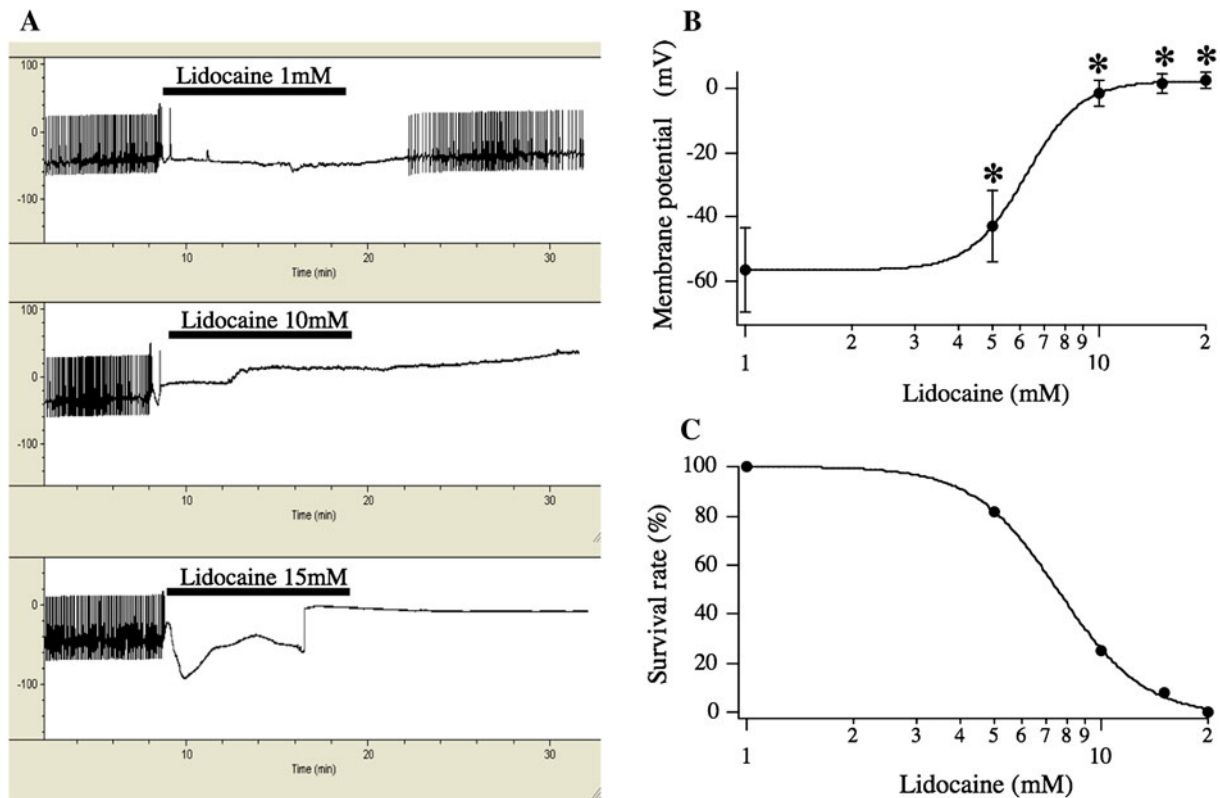 A
100
Lidocaine 1mM
0
-100
10
20
30
Time (min)
100
Lidocaine 10mM
0
-100
10
20
30
Time (min)
Lidocaine 15mM
0
-100
10
20
30
Time (min)
B
Membrane potential (mV)
0
-20
-40
-60
* * * *
1 2 3 4 5 6 7 8 9 10 2
Lidocaine (mM)
C
Survival rate (%)
100
80
60
40
20
0
1 2 3 4 5 6 7 8 9 10 2
Lidocaine (mM)